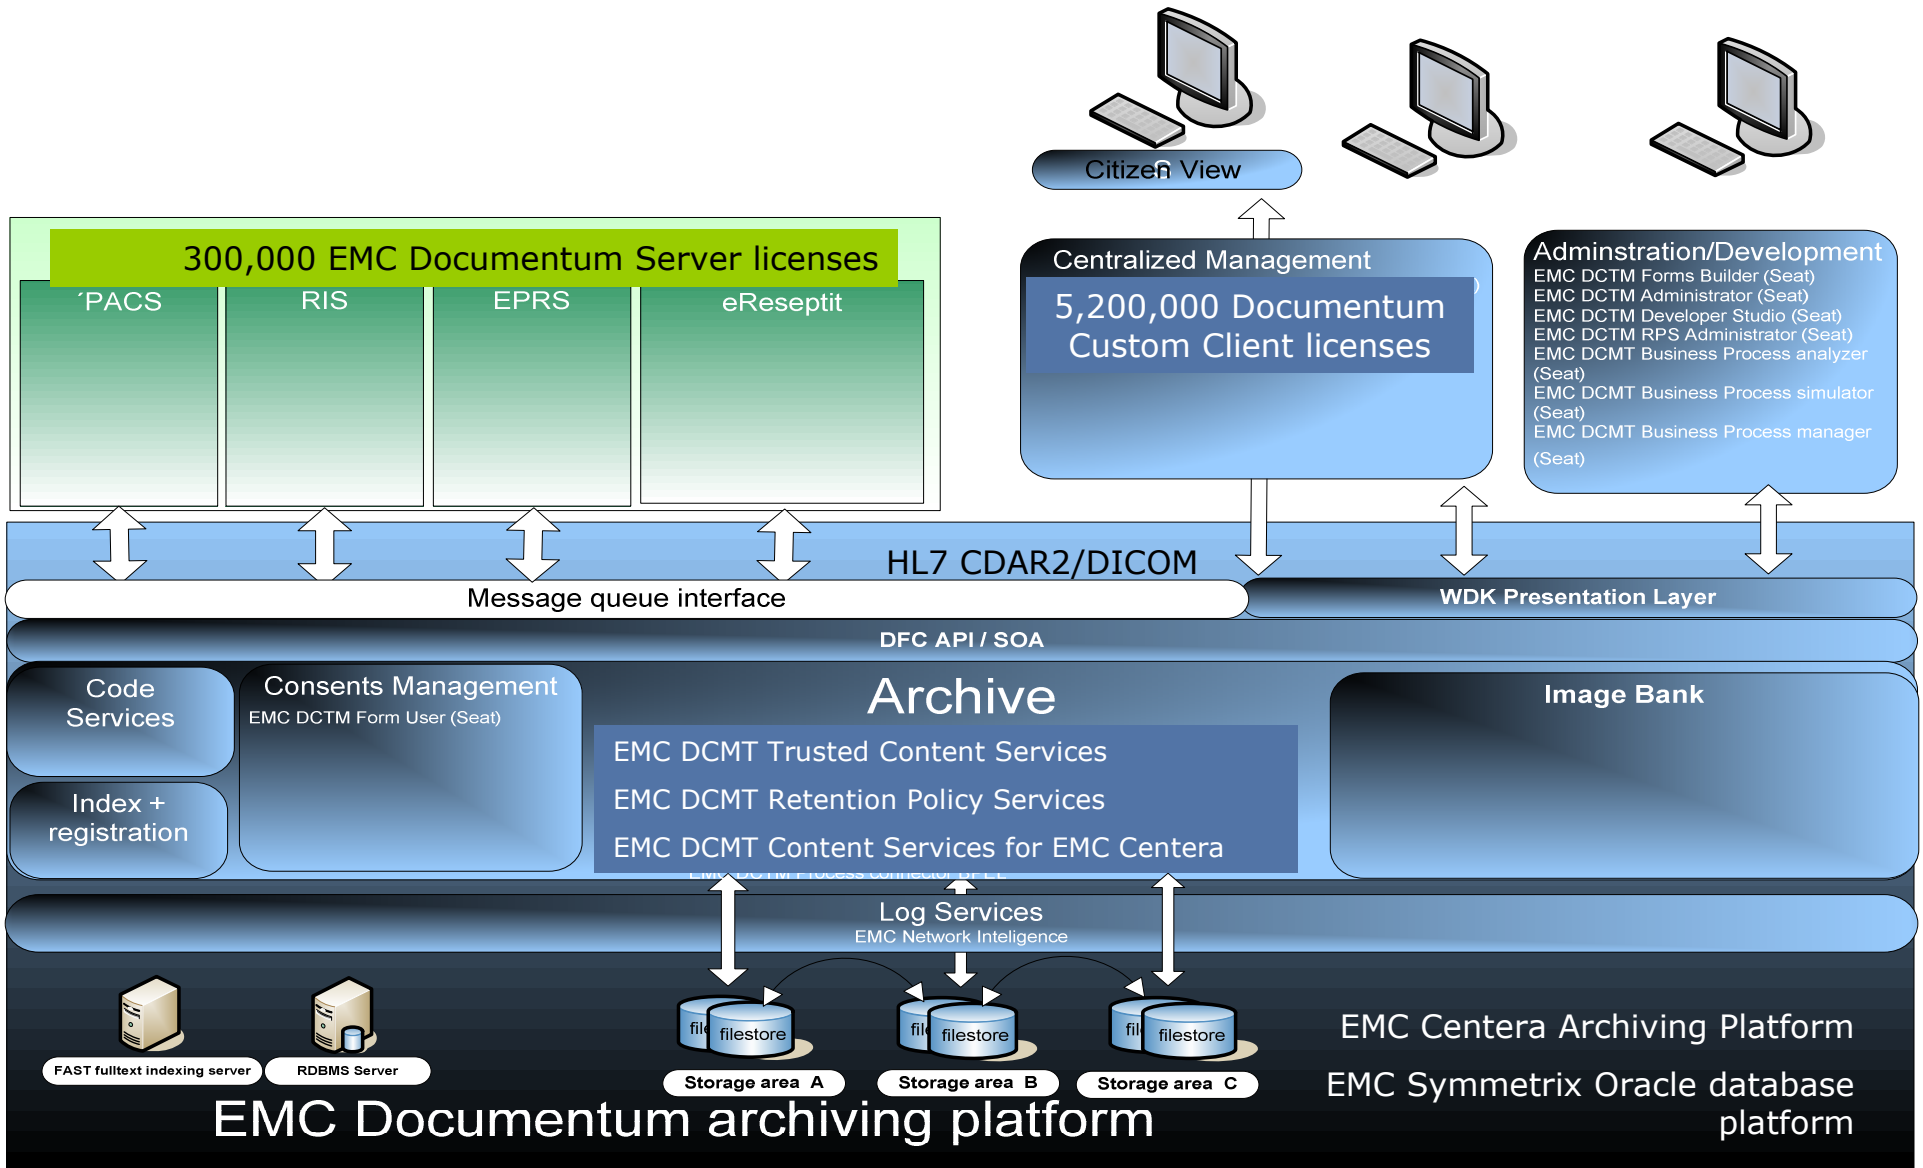 Citizen View
S
300,000 EMC Documentum Server licenses
´PACS
RIS
EPRS
eReseptit
Centralized Management
)
5,200,000 Documentum
Custom Client licenses
Adminstration/Development
EMC DCTM Forms Builder (Seat)
EMC DCTM Administrator (Seat)
EMC DCTM Developer Studio (Seat)
EMC DCTM RPS Administrator (Seat)
EMC DCMT Business Process analyzer
(Seat)
EMC DCMT Business Process simulator
(Seat)
EMC DCMT Business Process manager
(Seat)
HL7 CDAR2/DICOM
Message queue interface
WDK Presentation Layer
DFC API / SOA
Code
Services
Consents Management
EMC DCTM Form User (Seat)
Archive
Image Bank
EMC DCMT Trusted Content Services
EMC DCMT Retention Policy Services
EMC DCMT Content Services for EMC Centera
EMC DCTM Process connector BPEL
Index +
registration
Log Services
EMC Network Inteligence
filestore
filestore
filestore
FAST fulltext indexing server
RDBMS Server
Storage area A
Storage area B
Storage area C
EMC Centera Archiving Platform
EMC Symmetrix Oracle database
platform
EMC Documentum archiving platform